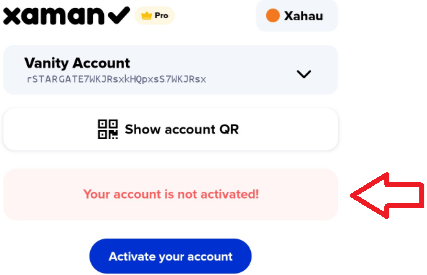 xaman
Pro
Xahau
Vanity Account
rSTARGATE7WKJRsxkHQpxsS7WKJRsx
Show account QR
Your account is not activated!
Activate your account